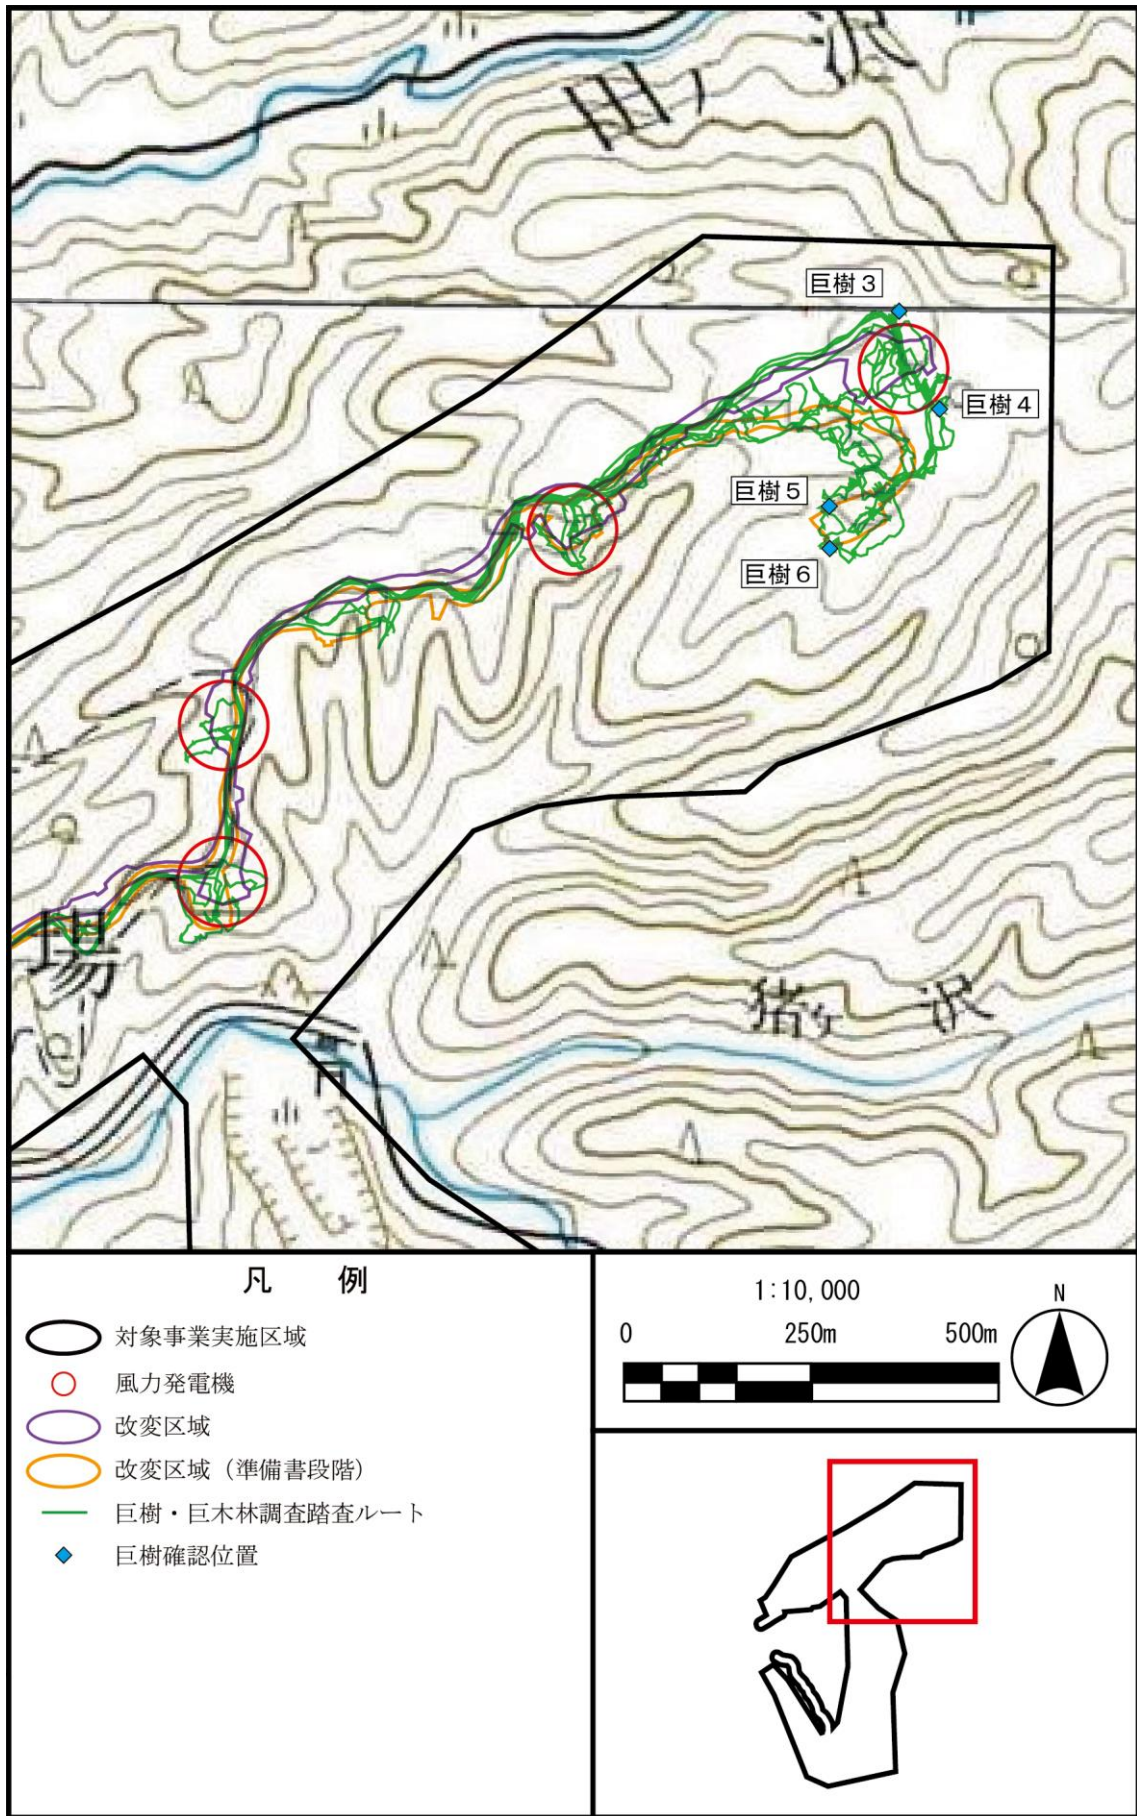 沢
巨樹３
巨樹４
巨樹５
巨樹６
場
猪ヶ沢
凡　例
対象事業実施区域
風力発電機
改変区域
改変区域（準備書段階）
巨樹・巨木林調査踏査ルート
巨樹確認位置
1:10,000
0 250m 500m
N